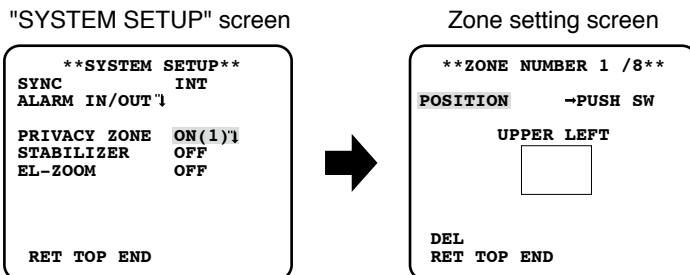 "SYSTEM SETUP" screen
**SYSTEM SETUP**
SYNC INT
ALARM IN/OUT⮧
PRIVACY ZONE ON(1)⮧
STABILIZER OFF
EL-ZOOM OFF
RET TOP END
Zone setting screen
**ZONE NUMBER 1 /8**
POSITION →PUSH SW
UPPER LEFT
DEL
RET TOP END